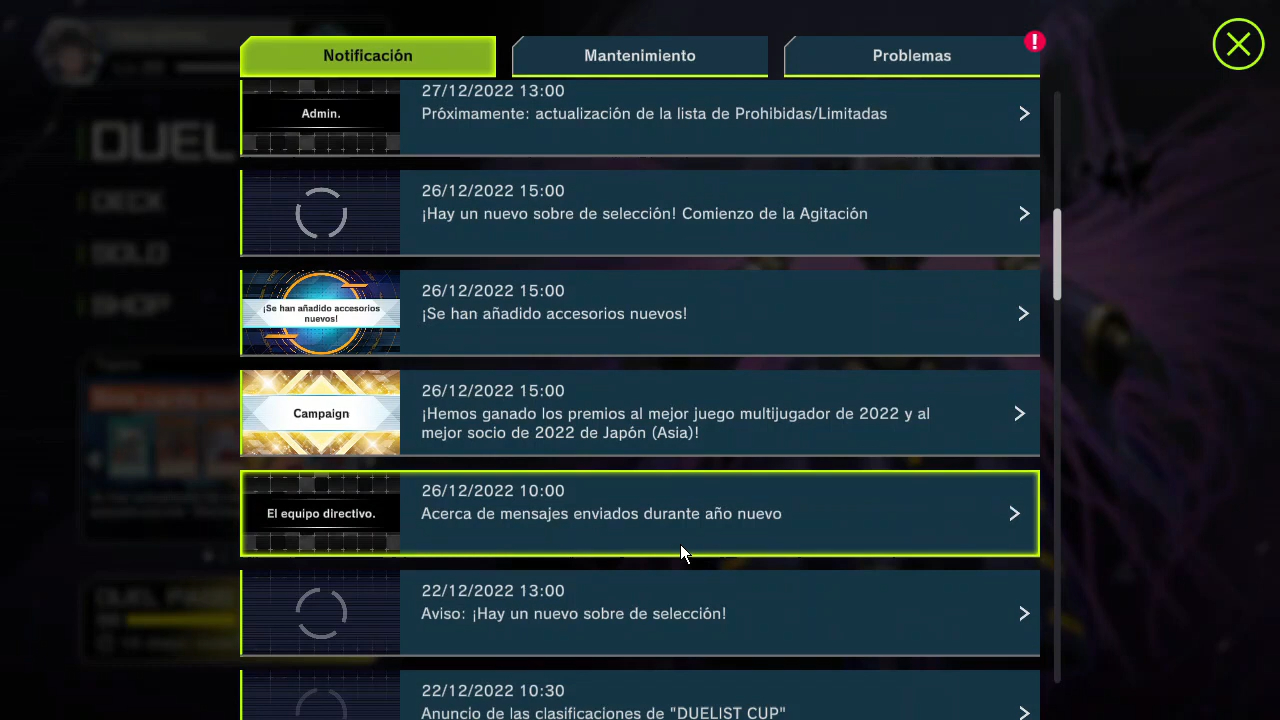 Notificación
Mantenimiento
Problemas
!
27/12/2022 13:00
Admin.
Próximamente: actualización de la lista de Prohibidas/Limitadas
26/12/2022 15:00
¡Hay un nuevo sobre de selección! Comienzo de la Agitación
26/12/2022 15:00
¡Se han añadido accesorios
nuevos!
¡Se han añadido accesorios nuevos!
26/12/2022 15:00
Campaign
¡Hemos ganado los premios al mejor juego multijugador de 2022 y al
mejor socio de 2022 de Japón (Asia)!
26/12/2022 10:00
El equipo directivo.
Acerca de mensajes enviados durante año nuevo
22/12/2022 13:00
Aviso: ¡Hay un nuevo sobre de selección!
22/12/2022 10:30
Anuncio de las clasificaciones de "DUELIST CUP"
DUEL
DECK
SOLO
SHOP